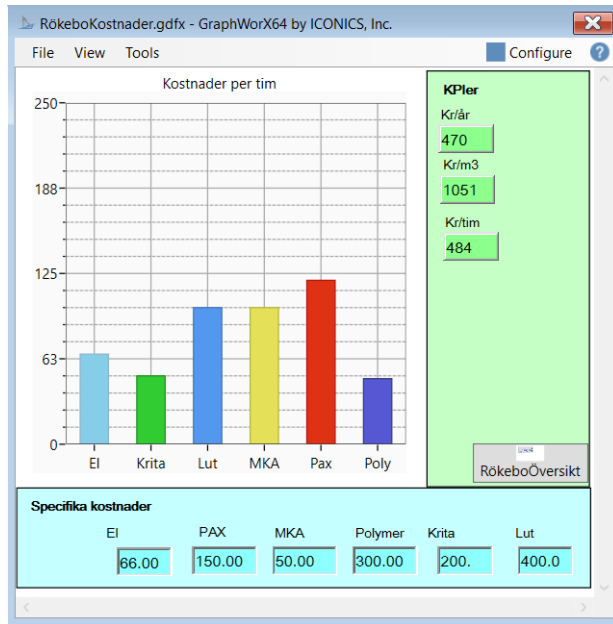 RökeboKostnader.gdfx - GraphWorX64 by ICONICS, Inc.
File View Tools Configure ?
Kostnader per tim
250
188
125
63
0
El Krita Lut MKA Pax Poly
KPIer
Kr/år
470
Kr/m3
1051
Kr/tim
484
RökeboÖversikt
Specifika kostnader
El PAX MKA Polymer Krita Lut
66.00 150.00 50.00 300.00 200. 400.0